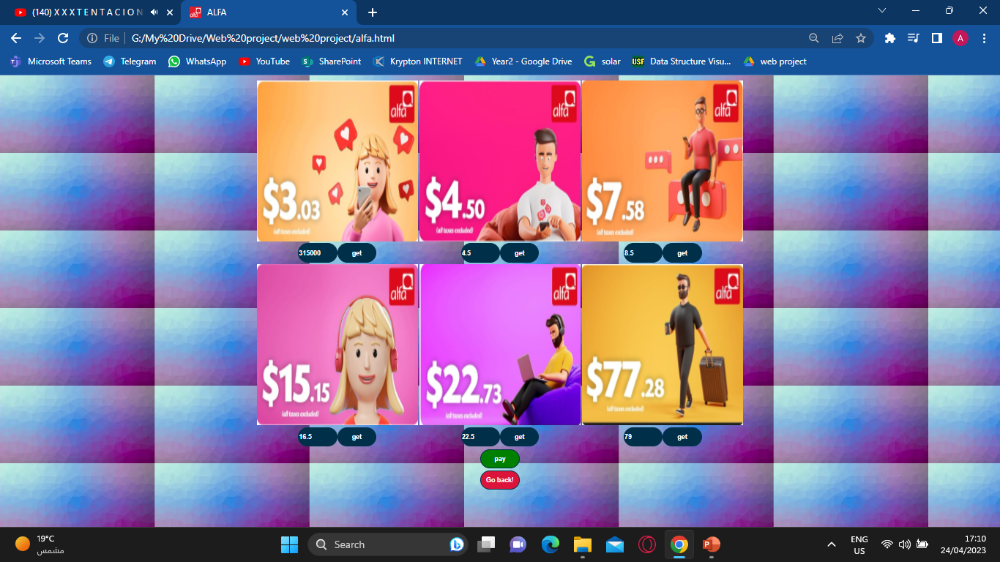 (140) X X X T E N T A C I O N
ALFA
File
G:/My%20Drive/Web%20project/web%20project/alfa.html
A
Microsoft Teams
Telegram
WhatsApp
YouTube
SharePoint
Krypton INTERNET
Year2 - Google Drive
solar
USF
Data Structure Visu...
web project
alfa
alfa
alfa
$3.03
(all taxes excluded)
$4.50
(all taxes excluded)
$7.58
(all taxes excluded)
315000
get
4.5
get
8.5
get
alfa
alfa
alfa
$15.15
(all taxes excluded)
$22.73
(all taxes excluded)
$77.28
(all taxes excluded)
16.5
get
22.5
get
79
get
pay
Go back!
19°C
مشمس
Search
ENG
US
17:10
24/04/2023